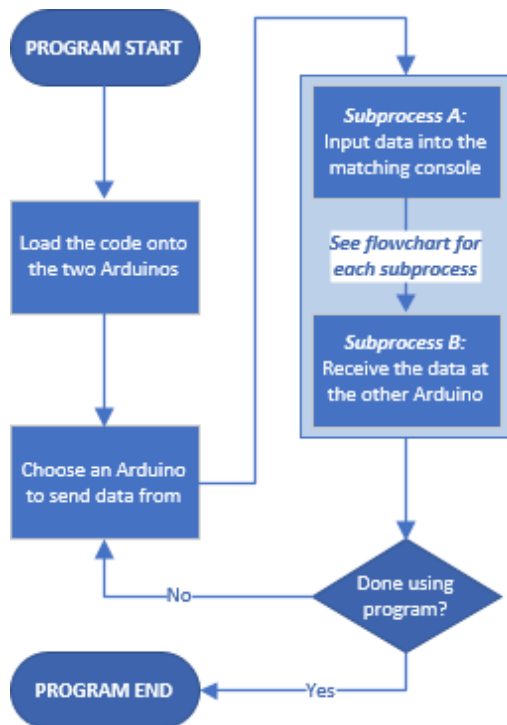 PROGRAM START
Load the code onto
the two Arduinos
Choose an Arduino
to send data from
Subprocess A:
Input data into the
matching console
See flowchart for
each subprocess
Subprocess B:
Receive the data at
the other Arduino
Done using
program?
No
Yes
PROGRAM END